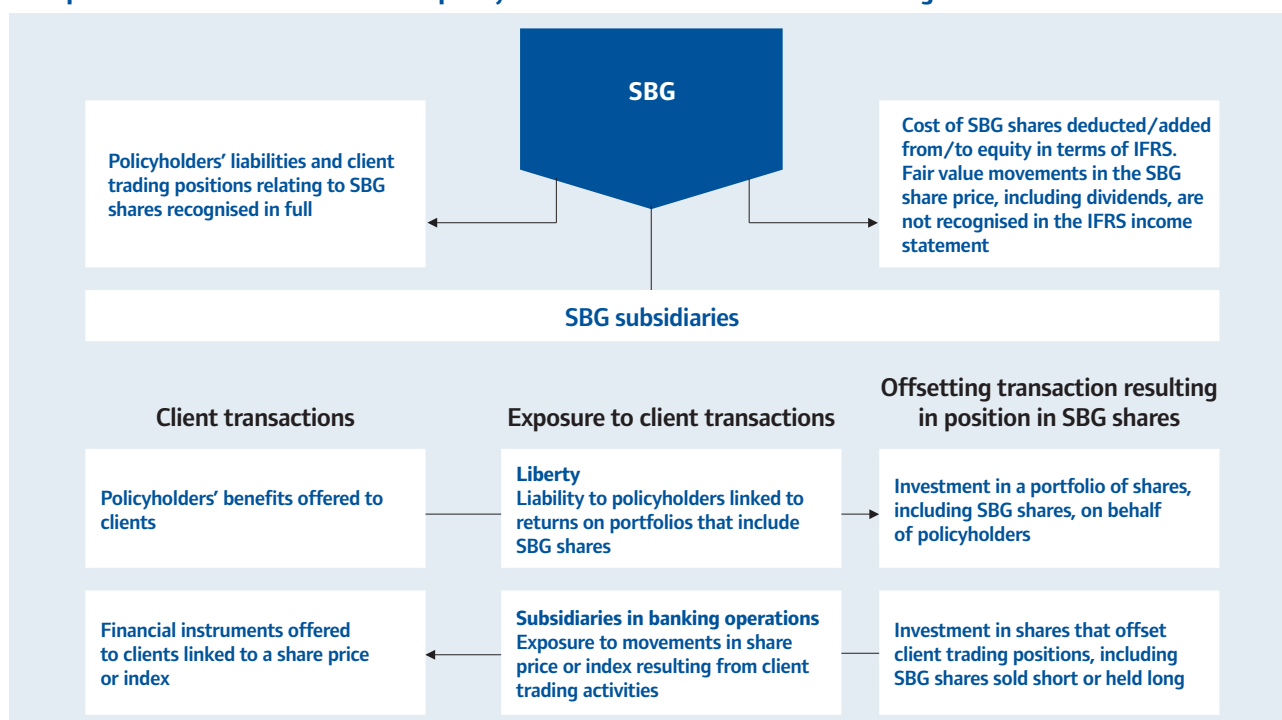 SBG
Policyholders’ liabilities and client
trading positions relating to SBG
shares recognised in full
Cost of SBG shares deducted/added
from/to equity in terms of IFRS.
Fair value movements in the SBG
share price, including dividends, are
not recognised in the IFRS income
statement
SBG subsidiaries
Client transactions
Exposure to client transactions
Offsetting transaction resulting
in position in SBG shares
Policyholders’ benefits offered to
clients
Liberty
Liability to policyholders linked to
returns on portfolios that include
SBG shares
Investment in a portfolio of shares,
including SBG shares, on behalf
of policyholders
Financial instruments offered
to clients linked to a share price
or index
Subsidiaries in banking operations
Exposure to movements in share
price or index resulting from client
trading activities
Investment in shares that offset
client trading positions, including
SBG shares sold short or held long